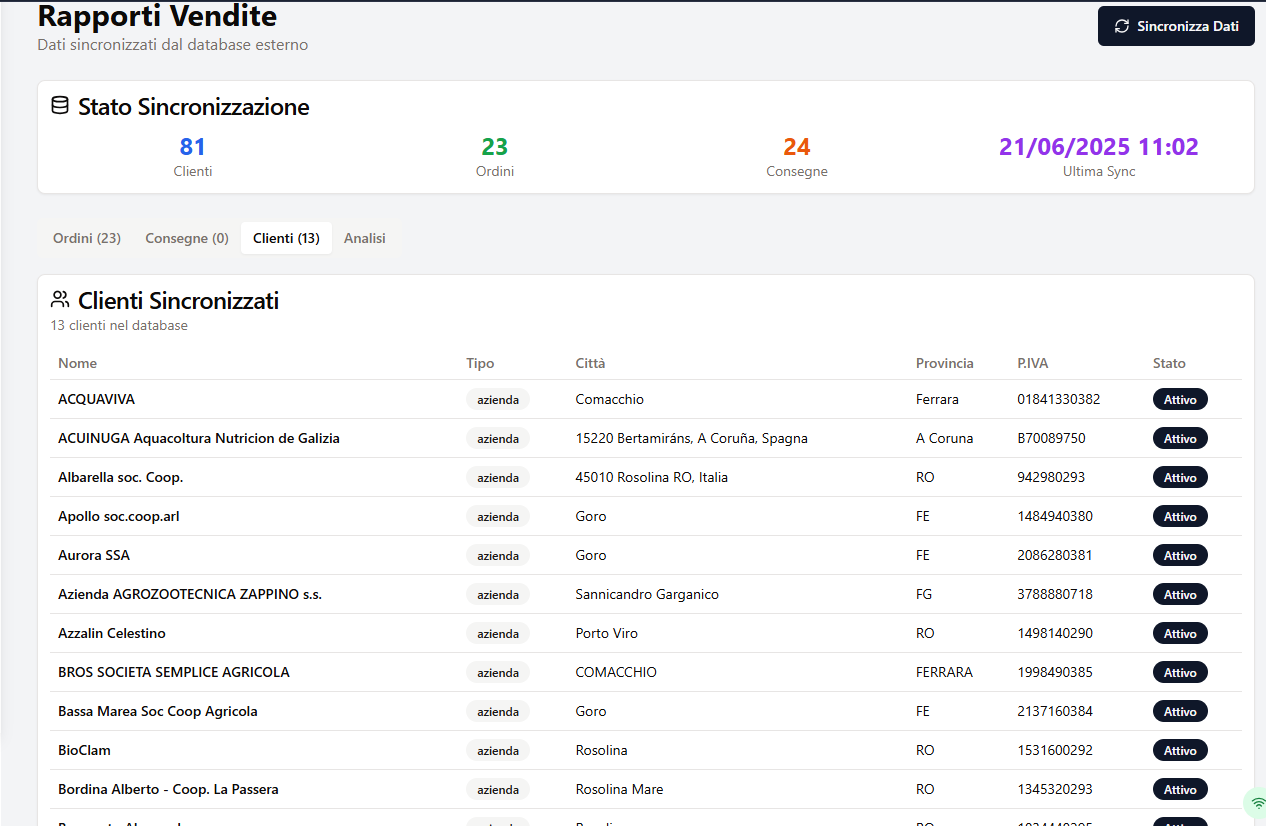 Rapporti Vendite
Dati sincronizzati dal database esterno
Sincronizza Dati
Stato Sincronizzazione
81 23 24 21/06/2025 11:02
Clienti Ordini Consegne Ultima Sync
Ordini (23) Consegne (0) Clienti (13) Analisi
Clienti Sincronizzati
13 clienti nel database
Nome Tipo Città Provincia P.IVA Stato
ACQUAVIVA azienda Comacchio Ferrara 01841330382 Attivo
ACUINUGA Aquacoltura Nutricion de Galizia azienda 15220 Bertamiráns, A Coruña, Spagna A Coruna B70089750 Attivo
Albarella soc. Coop. azienda 45010 Rosolina RO, Italia RO 942980293 Attivo
Apollo soc.coop.arl azienda Goro FE 1484940380 Attivo
Aurora SSA azienda Goro FE 2086280381 Attivo
Azienda AGROZOOTECNICA ZAPPINO s.s. azienda Sannicandro Garganico FG 3788880718 Attivo
Azzalin Celestino azienda Porto Viro RO 1498140290 Attivo
BROS SOCIETA SEMPLICE AGRICOLA azienda COMACCHIO FERRARA 1998490385 Attivo
Bassa Marea Soc Coop Agricola azienda Goro FE 2137160384 Attivo
BioClam azienda Rosolina RO 1531600292 Attivo
Bordina Alberto - Coop. La Passera azienda Rosolina Mare RO 1345320293 Attivo